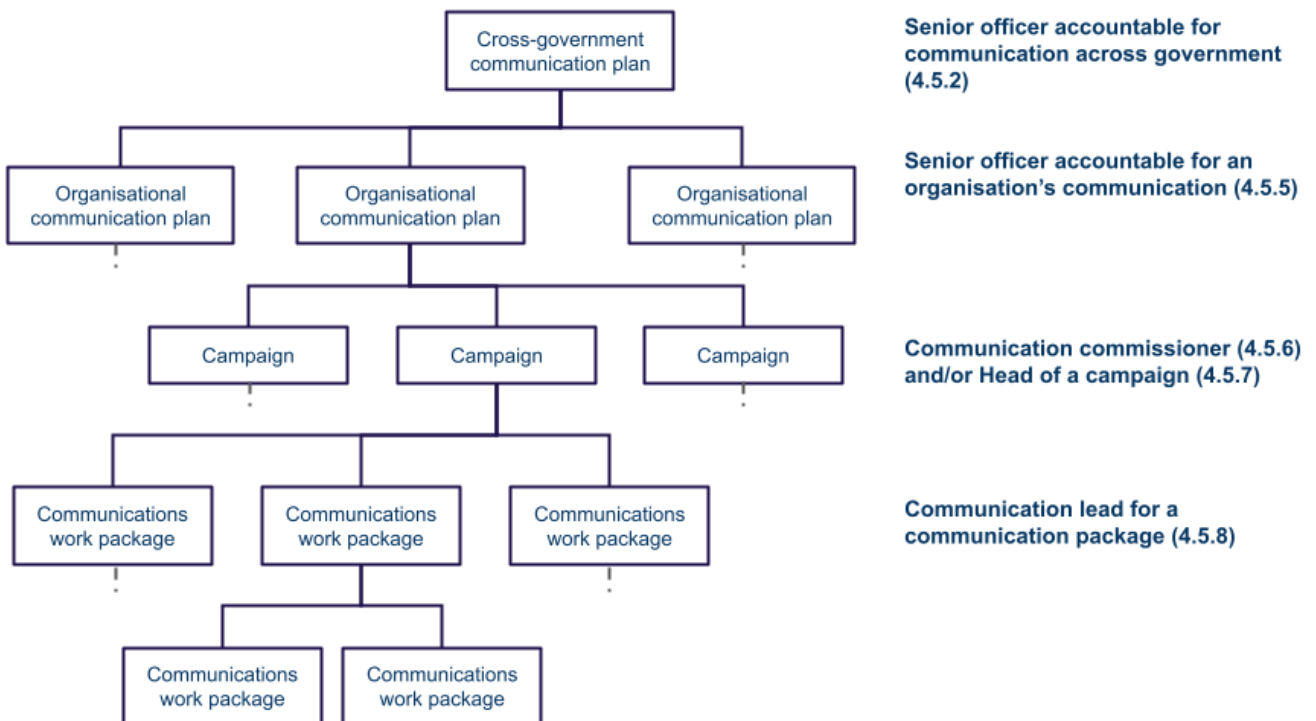 Cross-government
communication plan
Senior officer accountable for
communication across government
(4.5.2)
Organisational
communication plan
Organisational
communication plan
Organisational
communication plan
Senior officer accountable for an
organisation's communication (4.5.5)
Campaign
Campaign
Campaign
Communication commissioner (4.5.6)
and/or Head of a campaign (4.5.7)
Communications
work package
Communications
work package
Communications
work package
Communication lead for a
communication package (4.5.8)
Communications
work package
Communications
work package